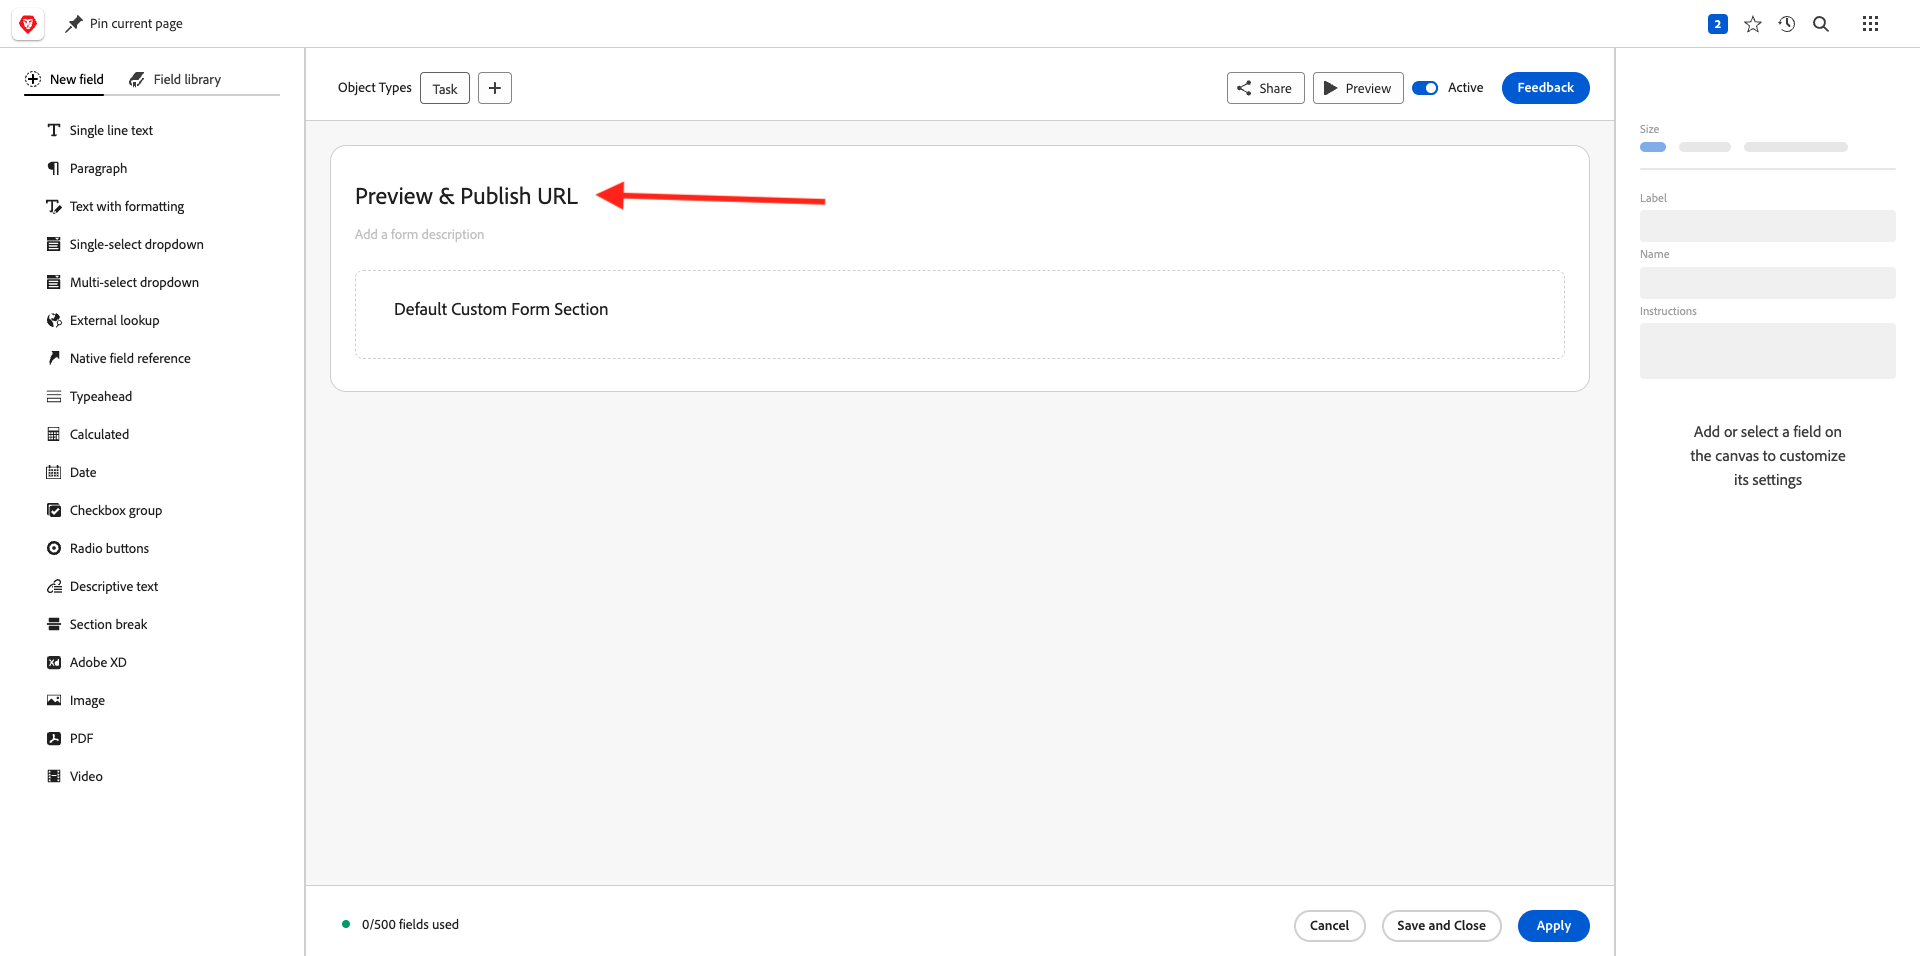 Pin current page
2
New field
Field library
Single line text
Paragraph
Text with formatting
Single-select dropdown
Multi-select dropdown
External lookup
Native field reference
Typeahead
Calculated
Date
Checkbox group
Radio buttons
Descriptive text
Section break
Adobe XD
Image
PDF
Video
Object Types
Task
Share
Preview
Active
Feedback
Preview & Publish URL
Add a form description
Default Custom Form Section
0/500 fields used
Cancel
Save and Close
Apply
Size
Label
Name
Instructions
Add or select a field on
the canvas to customize
its settings